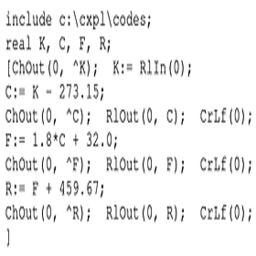 include c:\cxpl\codes;
real K, C, F, R;
[ChOut(0, ^K);  K:= RlIn(0);
C:= K - 273.15;
ChOut(0, ^C);  RlOut(0, C);  CrLf(0);
F:= 1.8*C + 32.0;
ChOut(0, ^F);  RlOut(0, F);  CrLf(0);
R:= F + 459.67;
ChOut(0, ^R);  RlOut(0, R);  CrLf(0);
]